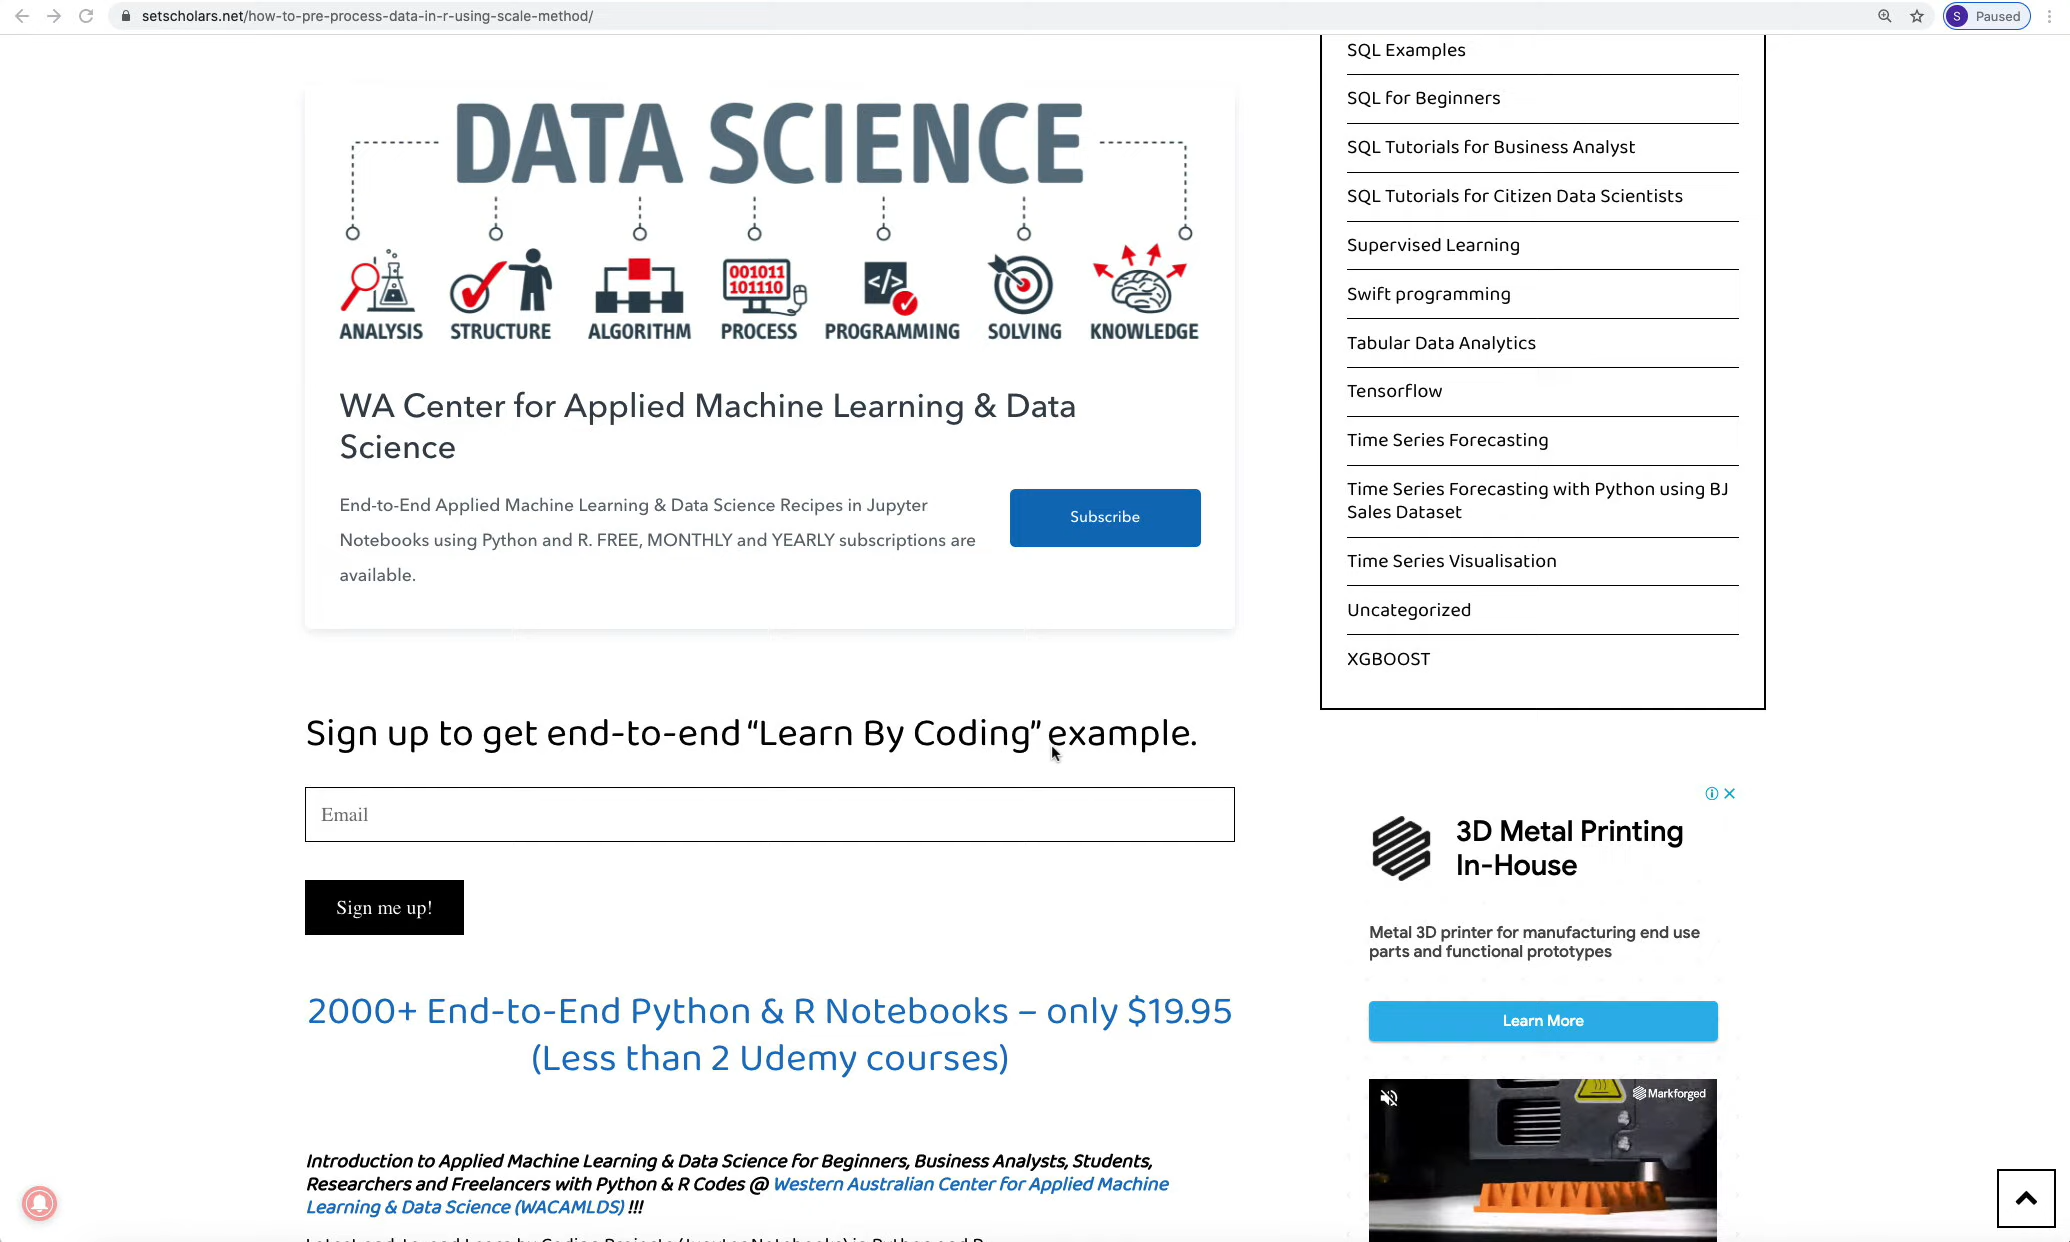 setscholars.net/how-to-pre-process-data-in-r-using-scale-method/
S Paused
DATA SCIENCE
001011
101110
</>
ANALYSIS STRUCTURE ALGORITHM PROCESS PROGRAMMING SOLVING KNOWLEDGE
WA Center for Applied Machine Learning & Data
Science
End-to-End Applied Machine Learning & Data Science Recipes in Jupyter
Notebooks using Python and R. FREE, MONTHLY and YEARLY subscriptions are
available.
Subscribe
Sign up to get end-to-end “Learn By Coding” example.
Email
Sign me up!
2000+ End-to-End Python & R Notebooks – only $19.95
(Less than 2 Udemy courses)
Introduction to Applied Machine Learning & Data Science for Beginners, Business Analysts, Students,
Researchers and Freelancers with Python & R Codes @ Western Australian Center for Applied Machine
Learning & Data Science (WACAMLDS) !!!
SQL Examples
SQL for Beginners
SQL Tutorials for Business Analyst
SQL Tutorials for Citizen Data Scientists
Supervised Learning
Swift programming
Tabular Data Analytics
Tensorflow
Time Series Forecasting
Time Series Forecasting with Python using BJ
Sales Dataset
Time Series Visualisation
Uncategorized
XGBOOST
3D Metal Printing
In-House
Metal 3D printer for manufacturing end use
parts and functional prototypes
Learn More
Markforged